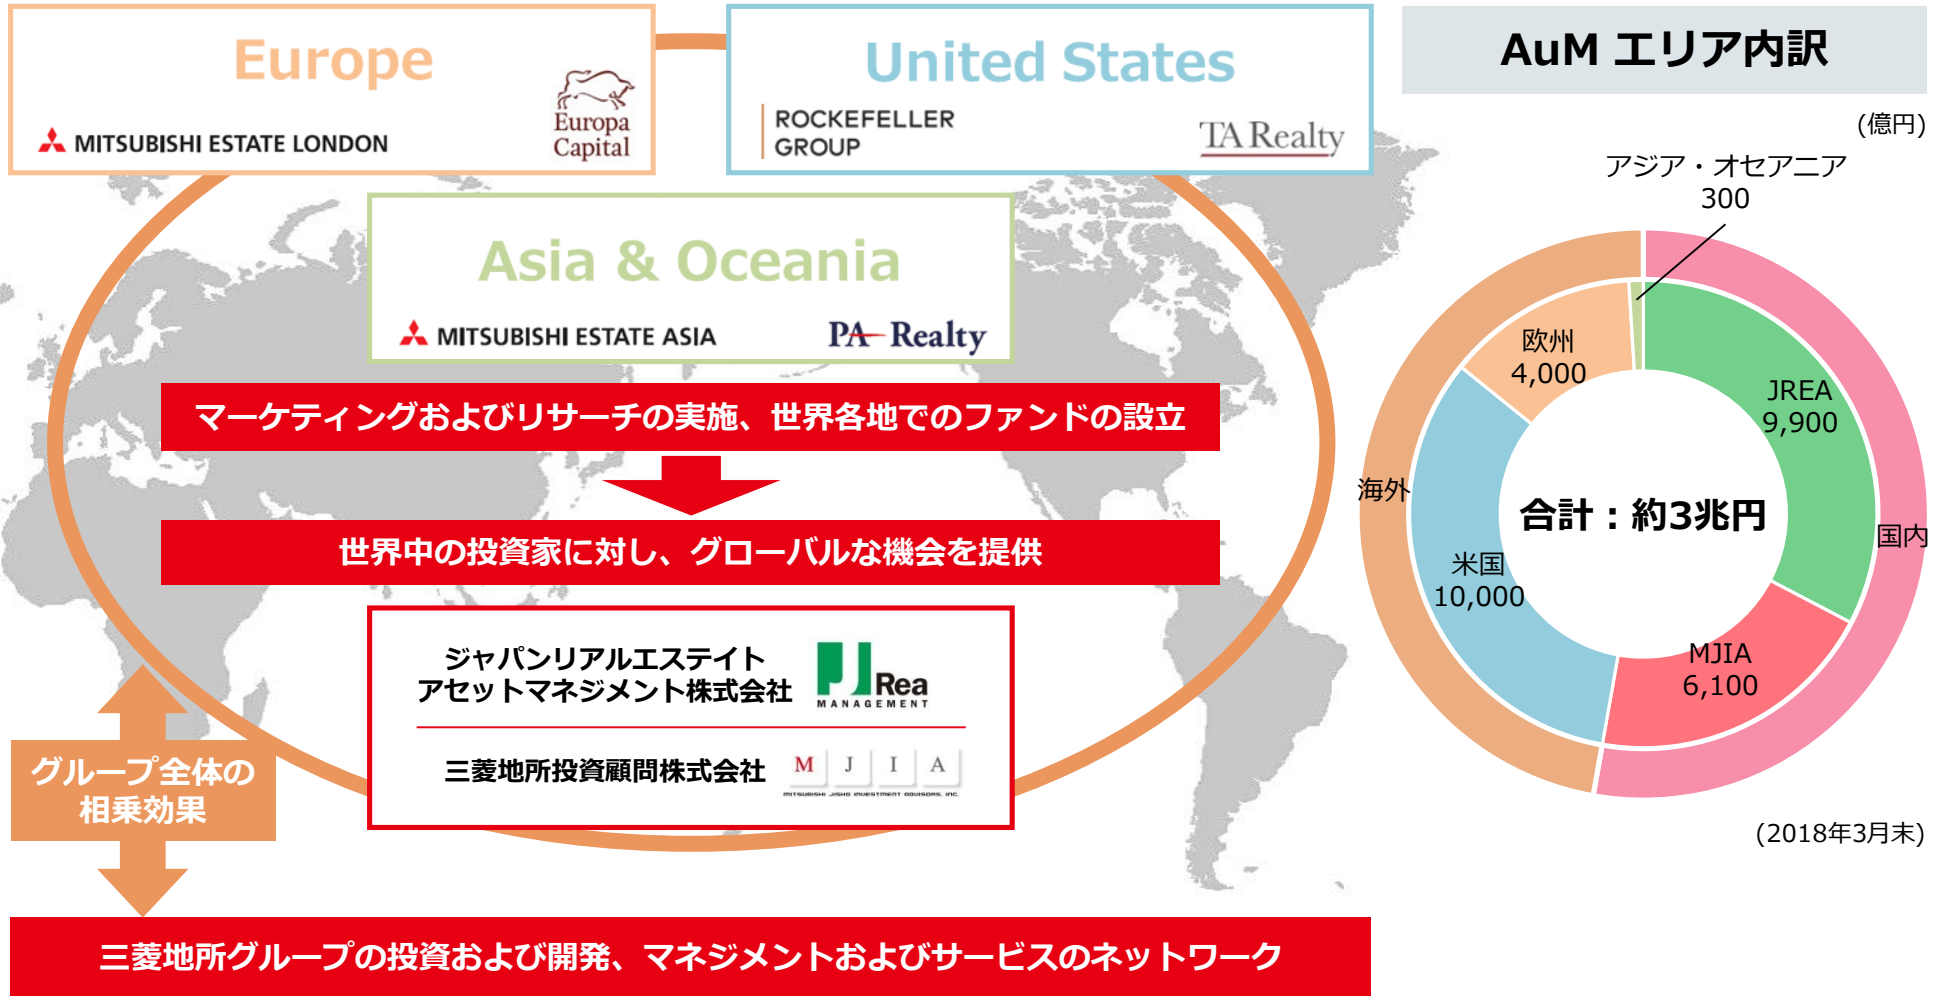 Europe
MITSUBISHI ESTATE LONDON
Europa
Capital
United States
ROCKEFELLER
GROUP
TA Realty
Asia & Oceania
MITSUBISHI ESTATE ASIA
PA Realty
マーケティングおよびリサーチの実施、世界各地でのファンドの設立
世界中の投資家に対し、グローバルな機会を提供
ジャパンリアルエステイト
アセットマネジメント株式会社
JRea
MANAGEMENT
三菱地所投資顧問株式会社
M J I A
MITSUBISHI JISHO INVESTMENT ADVISORS, INC.
グループ全体の
相乗効果
三菱地所グループの投資および開発、マネジメントおよびサービスのネットワーク
AuM エリア内訳
(億円)
アジア・オセアニア
300
欧州
4,000
JREA
9,900
海外
合計：約3兆円
国内
米国
10,000
MJIA
6,100
(2018年3月末)